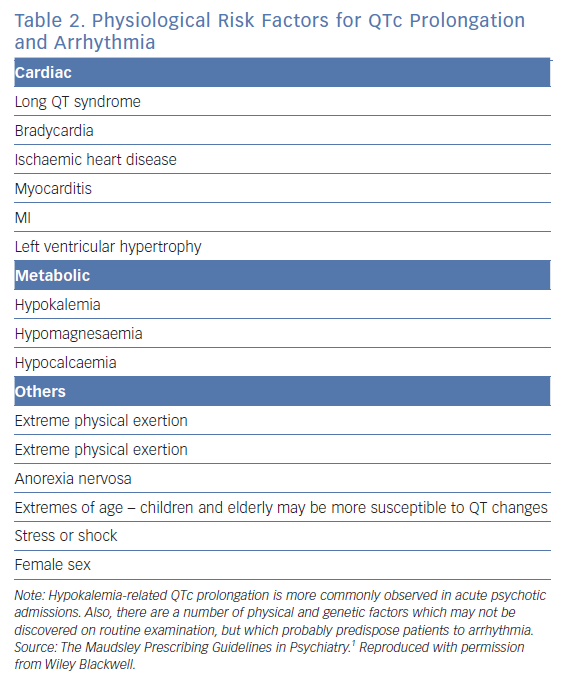 Table 2. Physiological Risk Factors for QTc Prolongation
and Arrhythmia
Cardiac
Long QT syndrome
Bradycardia
Ischaemic heart disease
Myocarditis
MI
Left ventricular hypertrophy
Metabolic
Hypokalemia
Hypomagnesaemia
Hypocalcaemia
Others
Extreme physical exertion
Extreme physical exertion
Anorexia nervosa
Extremes of age – children and elderly may be more susceptible to QT changes
Stress or shock
Female sex
Note: Hypokalemia-related QTc prolongation is more commonly observed in acute psychotic
admissions. Also, there are a number of physical and genetic factors which may not be
discovered on routine examination, but which probably predispose patients to arrhythmia.
Source: The Maudsley Prescribing Guidelines in Psychiatry.¹ Reproduced with permission
from Wiley Blackwell.